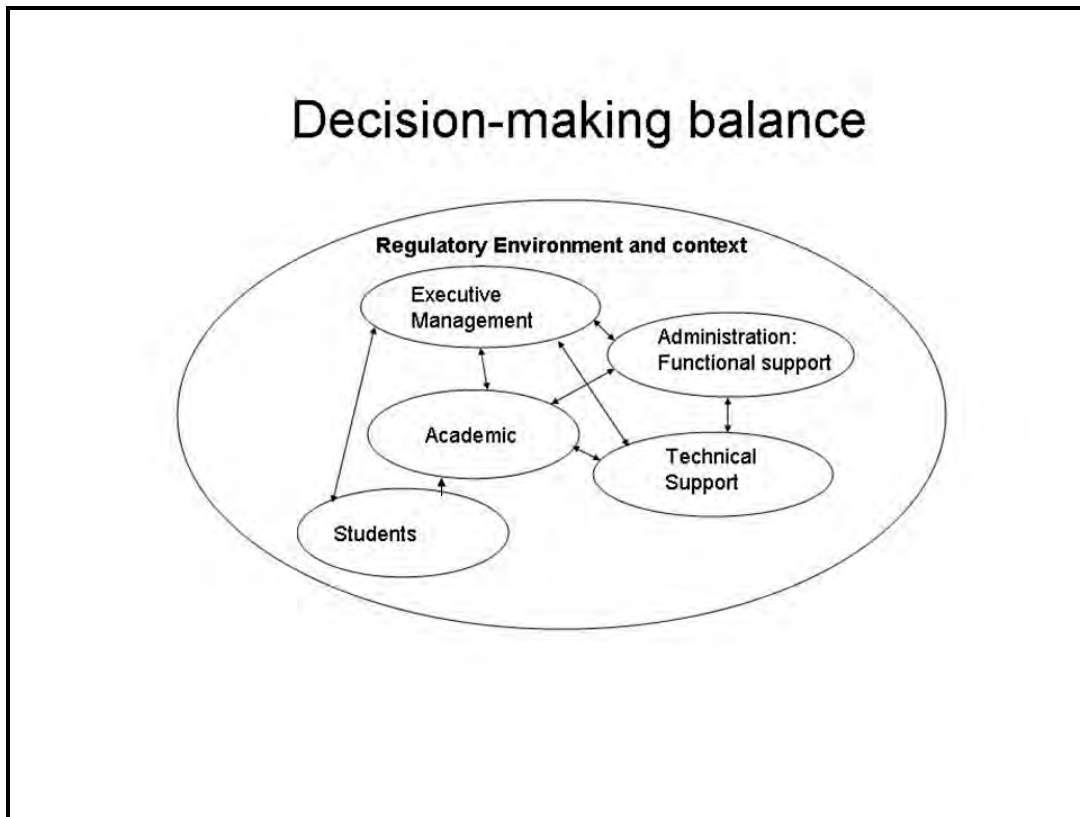 Decision-making balance
Regulatory Environment and context
Executive
Management
Administration:
Functional support
Academic
Technical
Support
Students